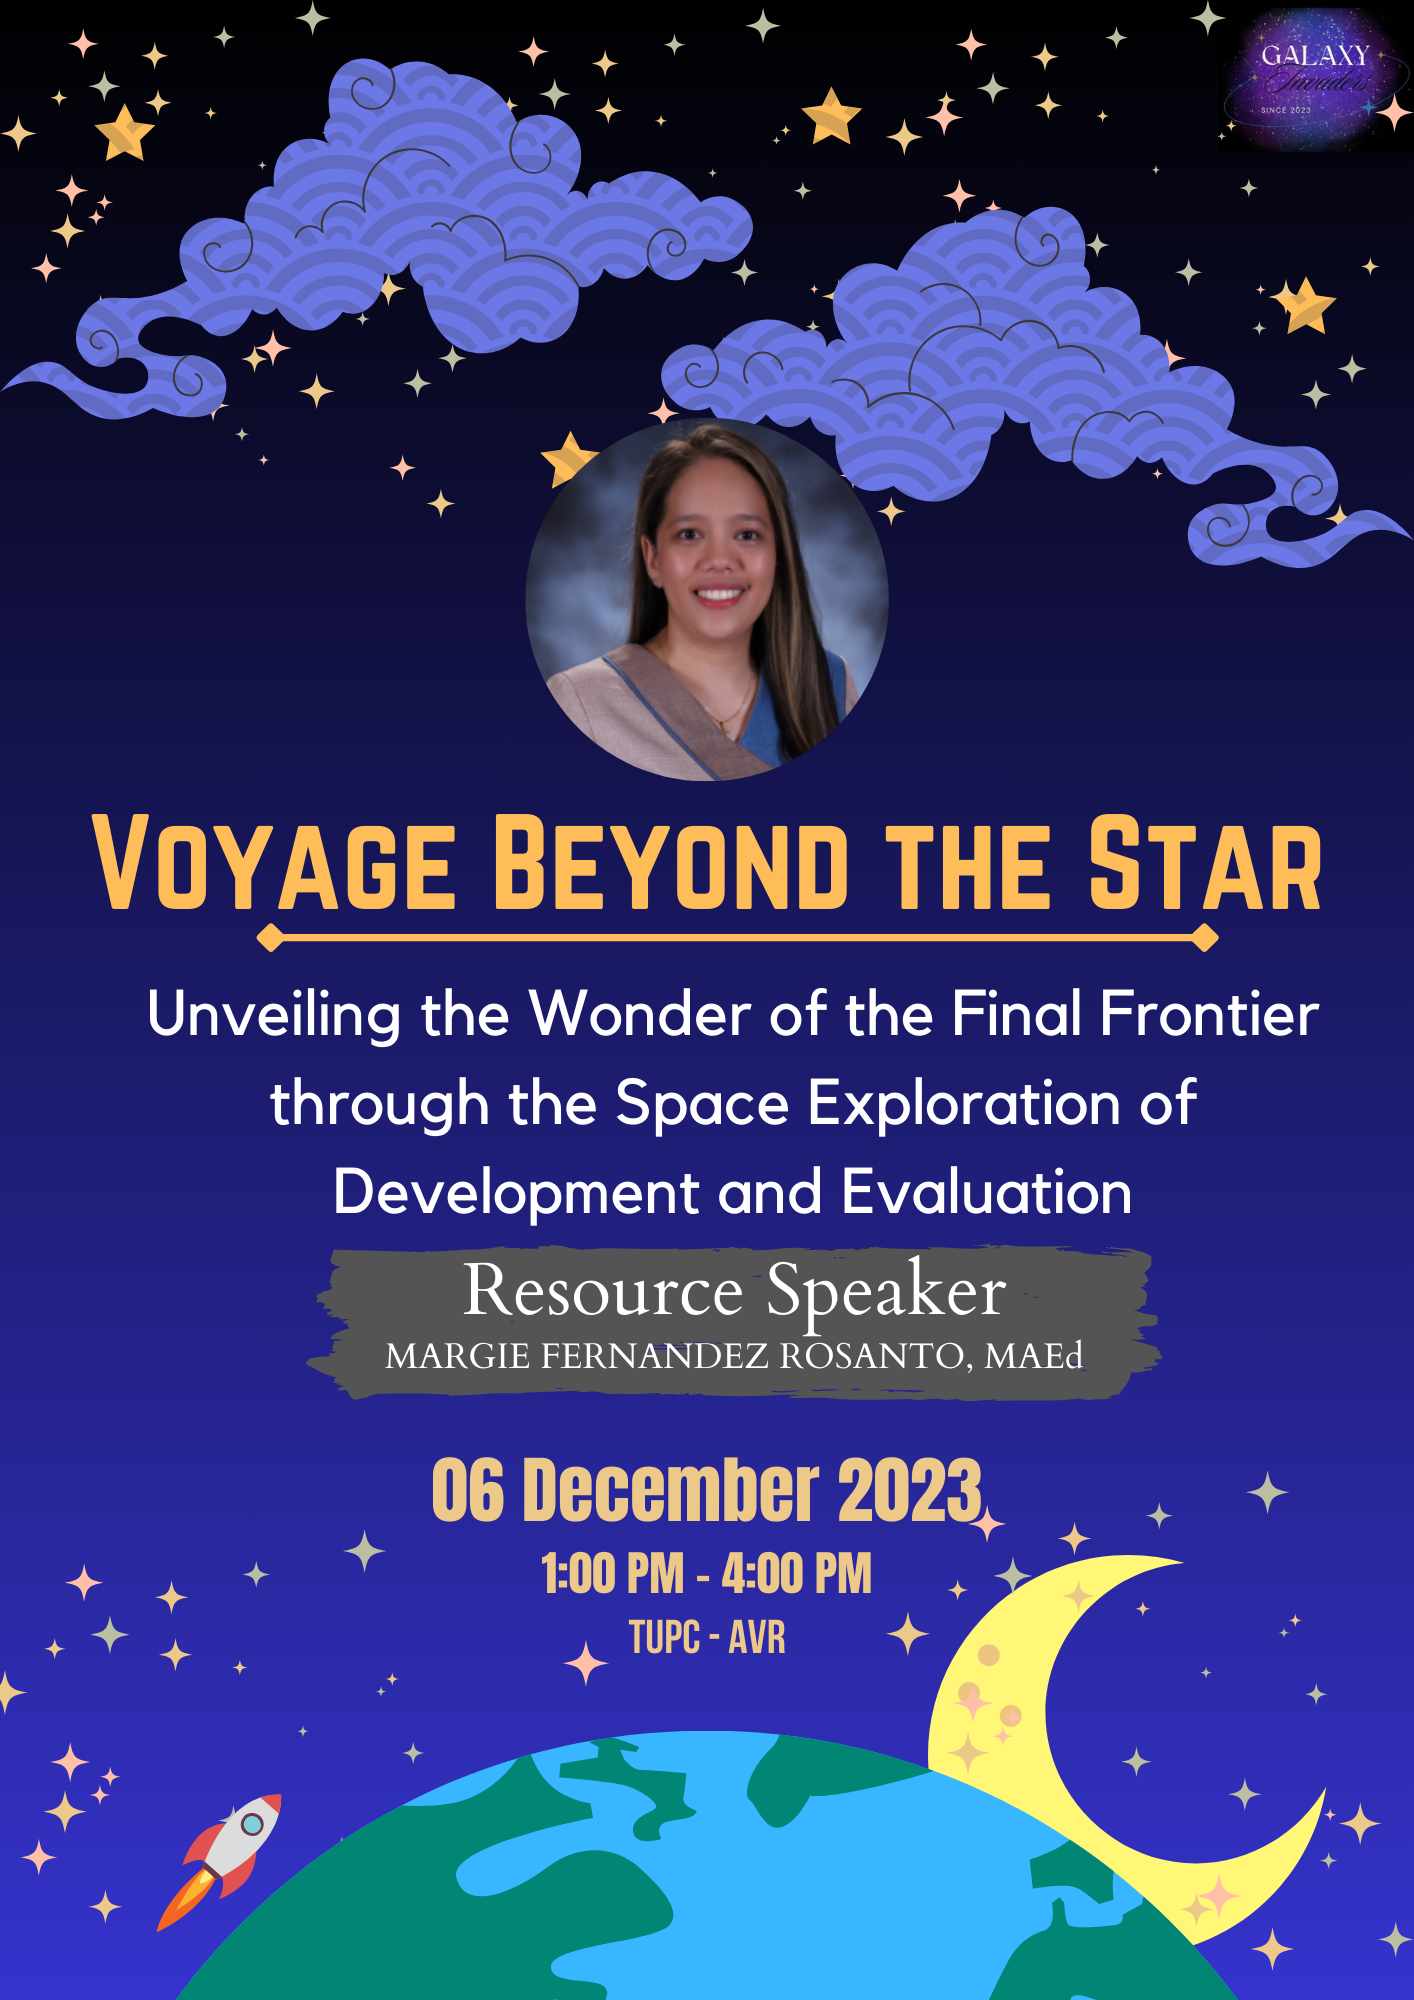 GALAXY
Invaders
SINCE 2023
VOYAGE BEYOND THE STAR
Unveiling the Wonder of the Final Frontier
through the Space Exploration of
Development and Evaluation
Resource Speaker
MARGIE FERNANDEZ ROSANTO, MAEd
06 December 2023
1:00 PM - 4:00 PM
TUPC - AVR